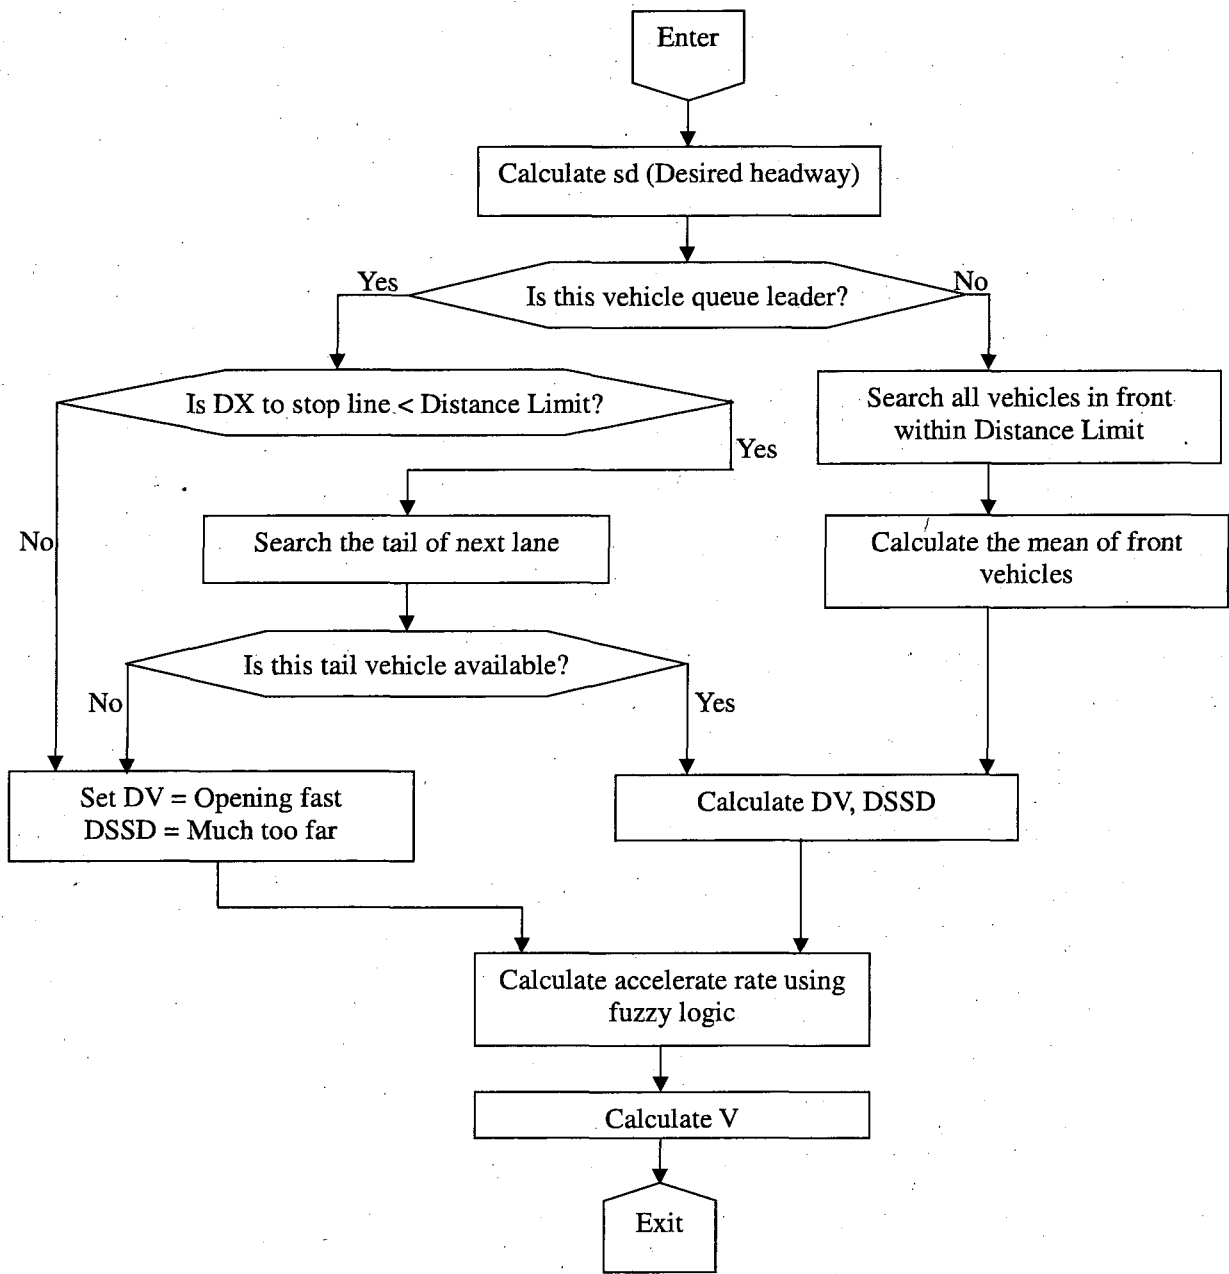 Enter
Calculate sd (Desired headway)
Yes
No
Is this vehicle queue leader?
Is DX to stop line < Distance Limit?
Search all vehicles in front
within Distance Limit
Yes
No
Search the tail of next lane
Calculate the mean of front
vehicles
Is this tail vehicle available?
No
Yes
Set DV = Opening fast
DSSD = Much too far
Calculate DV, DSSD
Calculate accelerate rate using
fuzzy logic
Calculate V
Exit